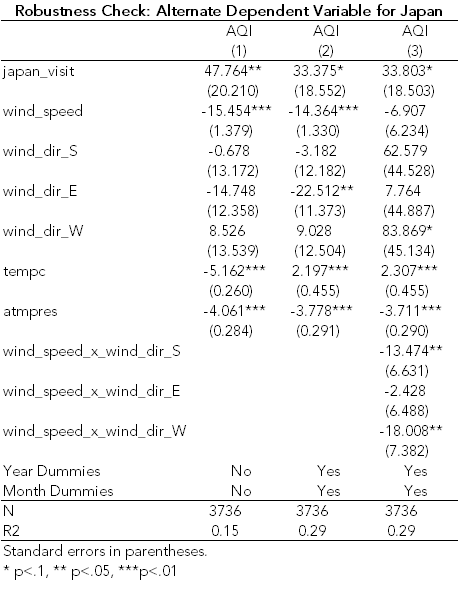 Robustness Check: Alternate Dependent Variable for Japan
AQI AQI AQI
(1) (2) (3)
japan_visit 47.764** 33.375* 33.803*
(20.210) (18.552) (18.503)
wind_speed -15.454*** -14.364*** -6.907
(1.379) (1.330) (6.234)
wind_dir_S -0.678 -3.182 62.579
(13.172) (12.182) (44.528)
wind_dir_E -14.748 -22.512** 7.764
(12.358) (11.373) (44.887)
wind_dir_W 8.526 9.028 83.869*
(13.539) (12.504) (45.134)
tempc -5.162*** 2.197*** 2.307***
(0.260) (0.455) (0.455)
atmpres -4.061*** -3.778*** -3.711***
(0.284) (0.291) (0.290)
wind_speed_x_wind_dir_S -13.474**
(6.631)
wind_speed_x_wind_dir_E -2.428
(6.488)
wind_speed_x_wind_dir_W -18.008**
(7.382)
Year Dummies No Yes Yes
Month Dummies No Yes Yes
N 3736 3736 3736
R2 0.15 0.29 0.29
Standard errors in parentheses.
* p<.1, ** p<.05, ***p<.01